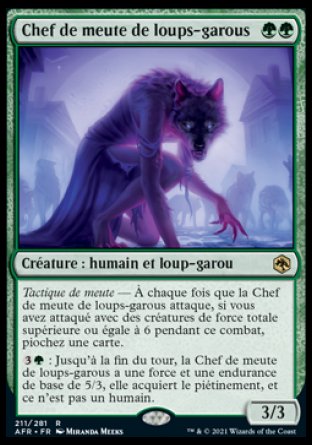 Chef de meute de loups-garous
Créature : humain et loup-garou
Tactique de meute — À chaque fois que la Chef
de meute de loups-garous attaque, si vous
avez attaqué avec des créatures de force totale
supérieure ou égale à 6 pendant ce combat,
piochez une carte.
3 : Jusqu'à la fin du tour, la Chef de meute
de loups-garous a une force et une endurance
de base de 5/3, elle acquiert le piétinement, et
ce n'est pas un humain.
3/3
211/281 R
AFR • FR MIRANDA MEEKS
™ & © 2021 Wizards of the Coast